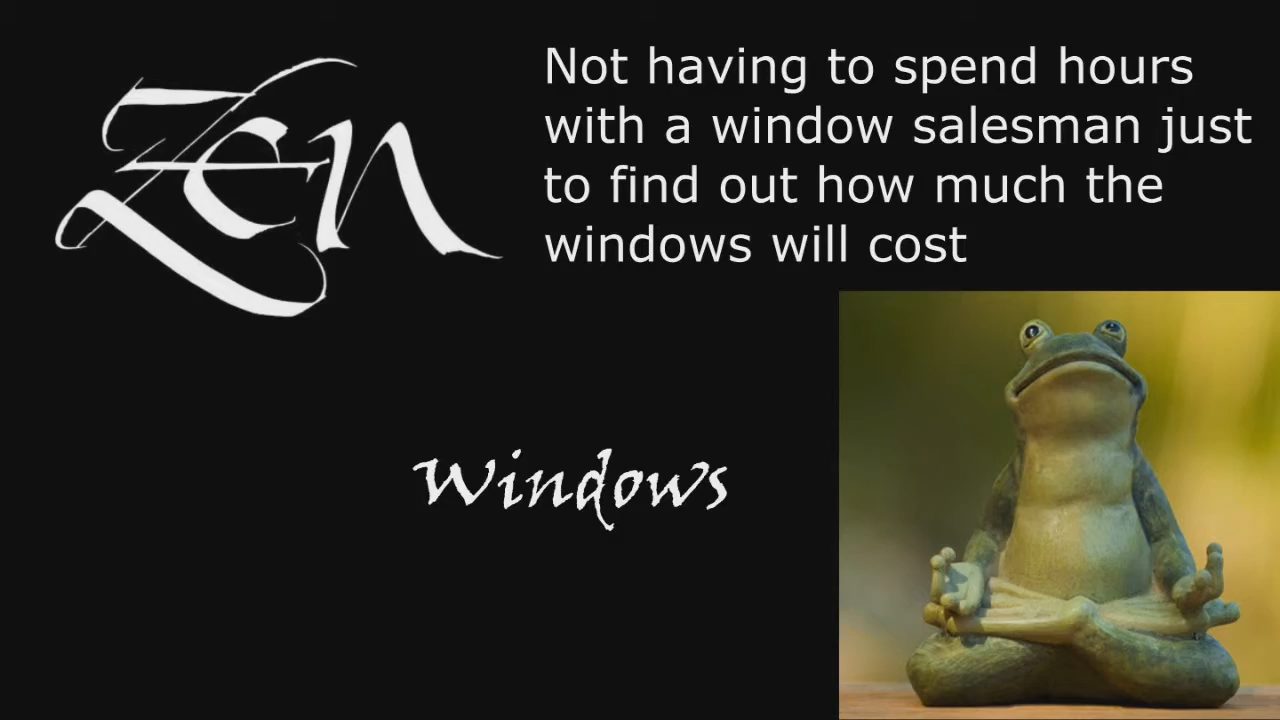 Zen
Not having to spend hours
with a window salesman just
to find out how much the
windows will cost
Windows